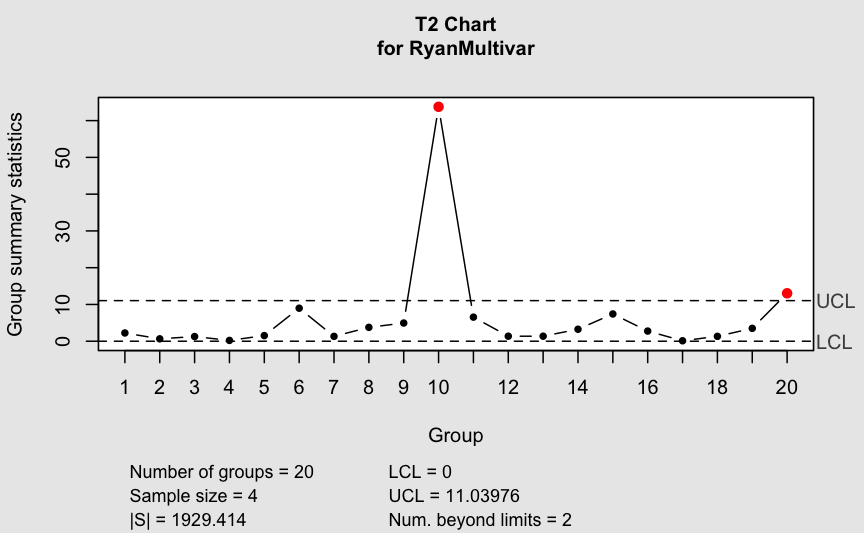 T2 Chart
for RyanMultivar
Group summary statistics
50
30
10
0
UCL
LCL
1 2 3 4 5 6 7 8 9 10 12 14 16 18 20
Group
Number of groups = 20
Sample size = 4
|S| = 1929.414
LCL = 0
UCL = 11.03976
Num. beyond limits = 2